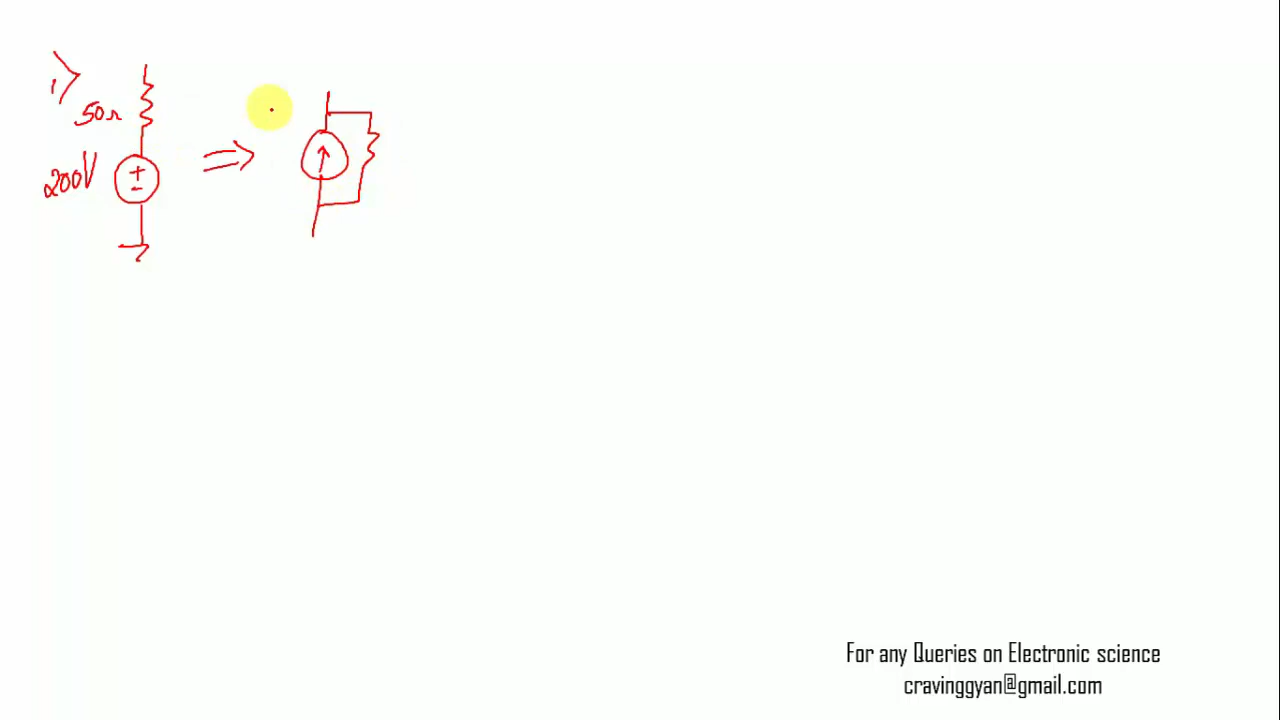 1>
50Ω
200V
+
-
For any Queries on Electronic science
cravinggyan@gmail.com